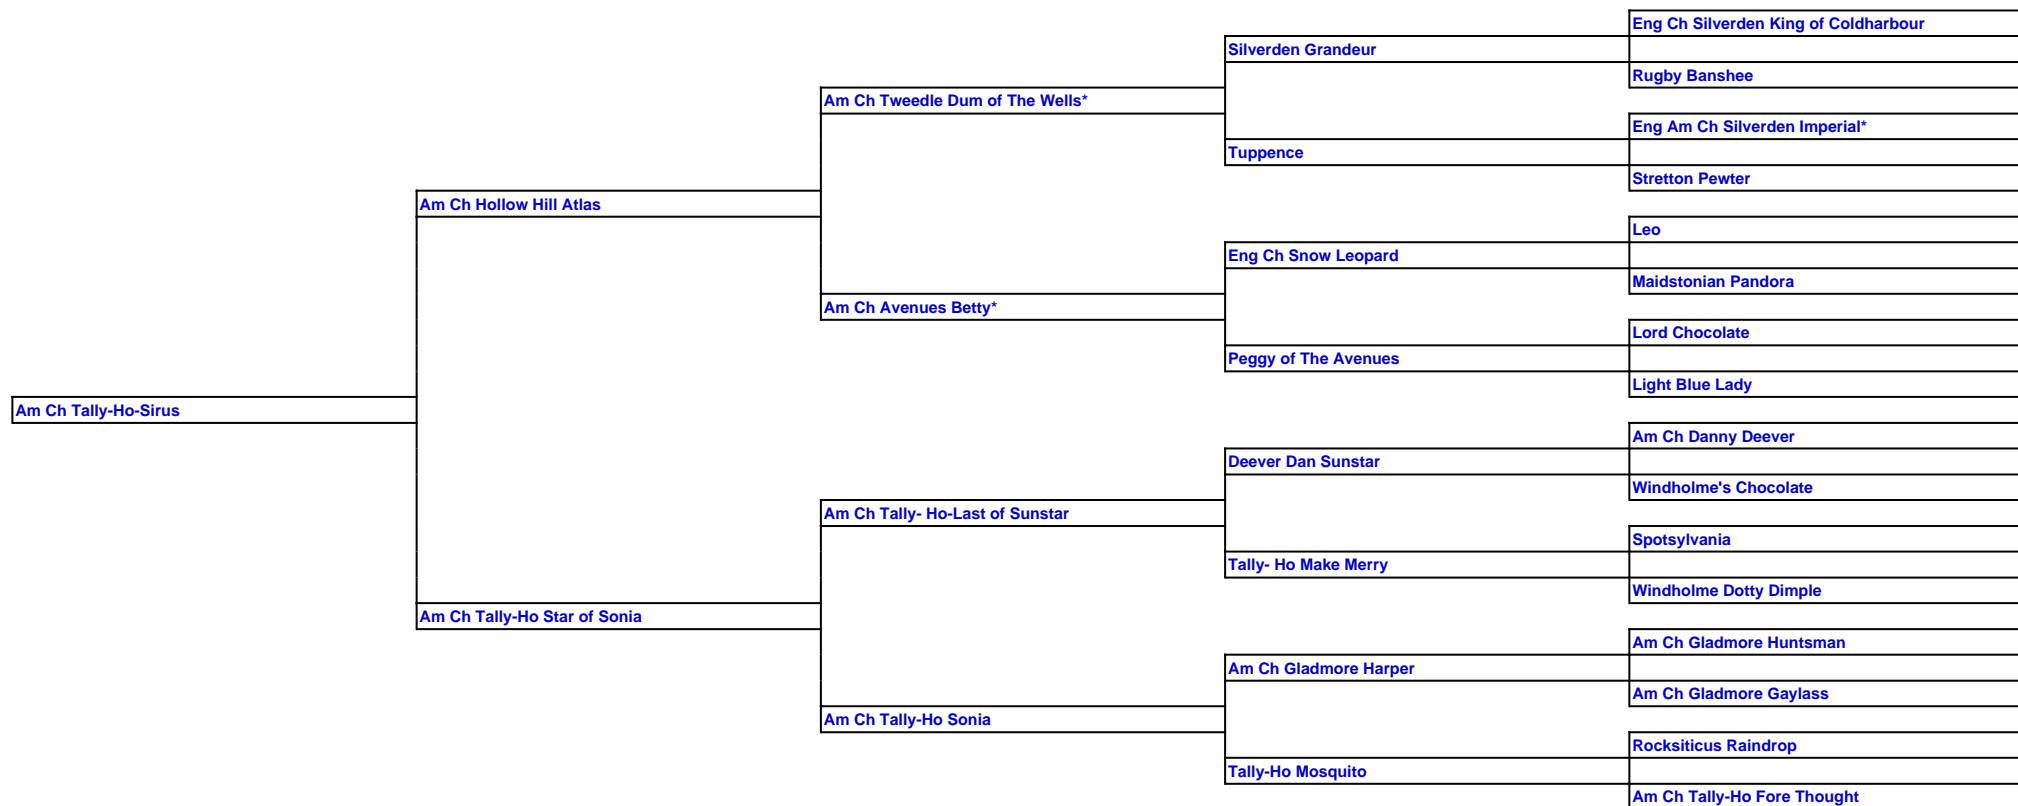 Eng Ch Silverden King of Coldharbour
Silverden Grandeur
Rugby Banshee
Am Ch Tweedle Dum of The Wells*
Eng Am Ch Silverden Imperial*
Tuppence
Stretton Pewter
Am Ch Hollow Hill Atlas
Leo
Eng Ch Snow Leopard
Maidstonian Pandora
Am Ch Avenues Betty*
Lord Chocolate
Peggy of The Avenues
Light Blue Lady
Am Ch Tally-Ho-Sirus
Am Ch Danny Deever
Deever Dan Sunstar
Windholme's Chocolate
Am Ch Tally- Ho-Last of Sunstar
Spotsylvania
Tally- Ho Make Merry
Windholme Dotty Dimple
Am Ch Tally-Ho Star of Sonia
Am Ch Gladmore Huntsman
Am Ch Gladmore Harper
Am Ch Gladmore Gaylass
Am Ch Tally-Ho Sonia
Rocksiticus Raindrop
Tally-Ho Mosquito
Am Ch Tally-Ho Fore Thought